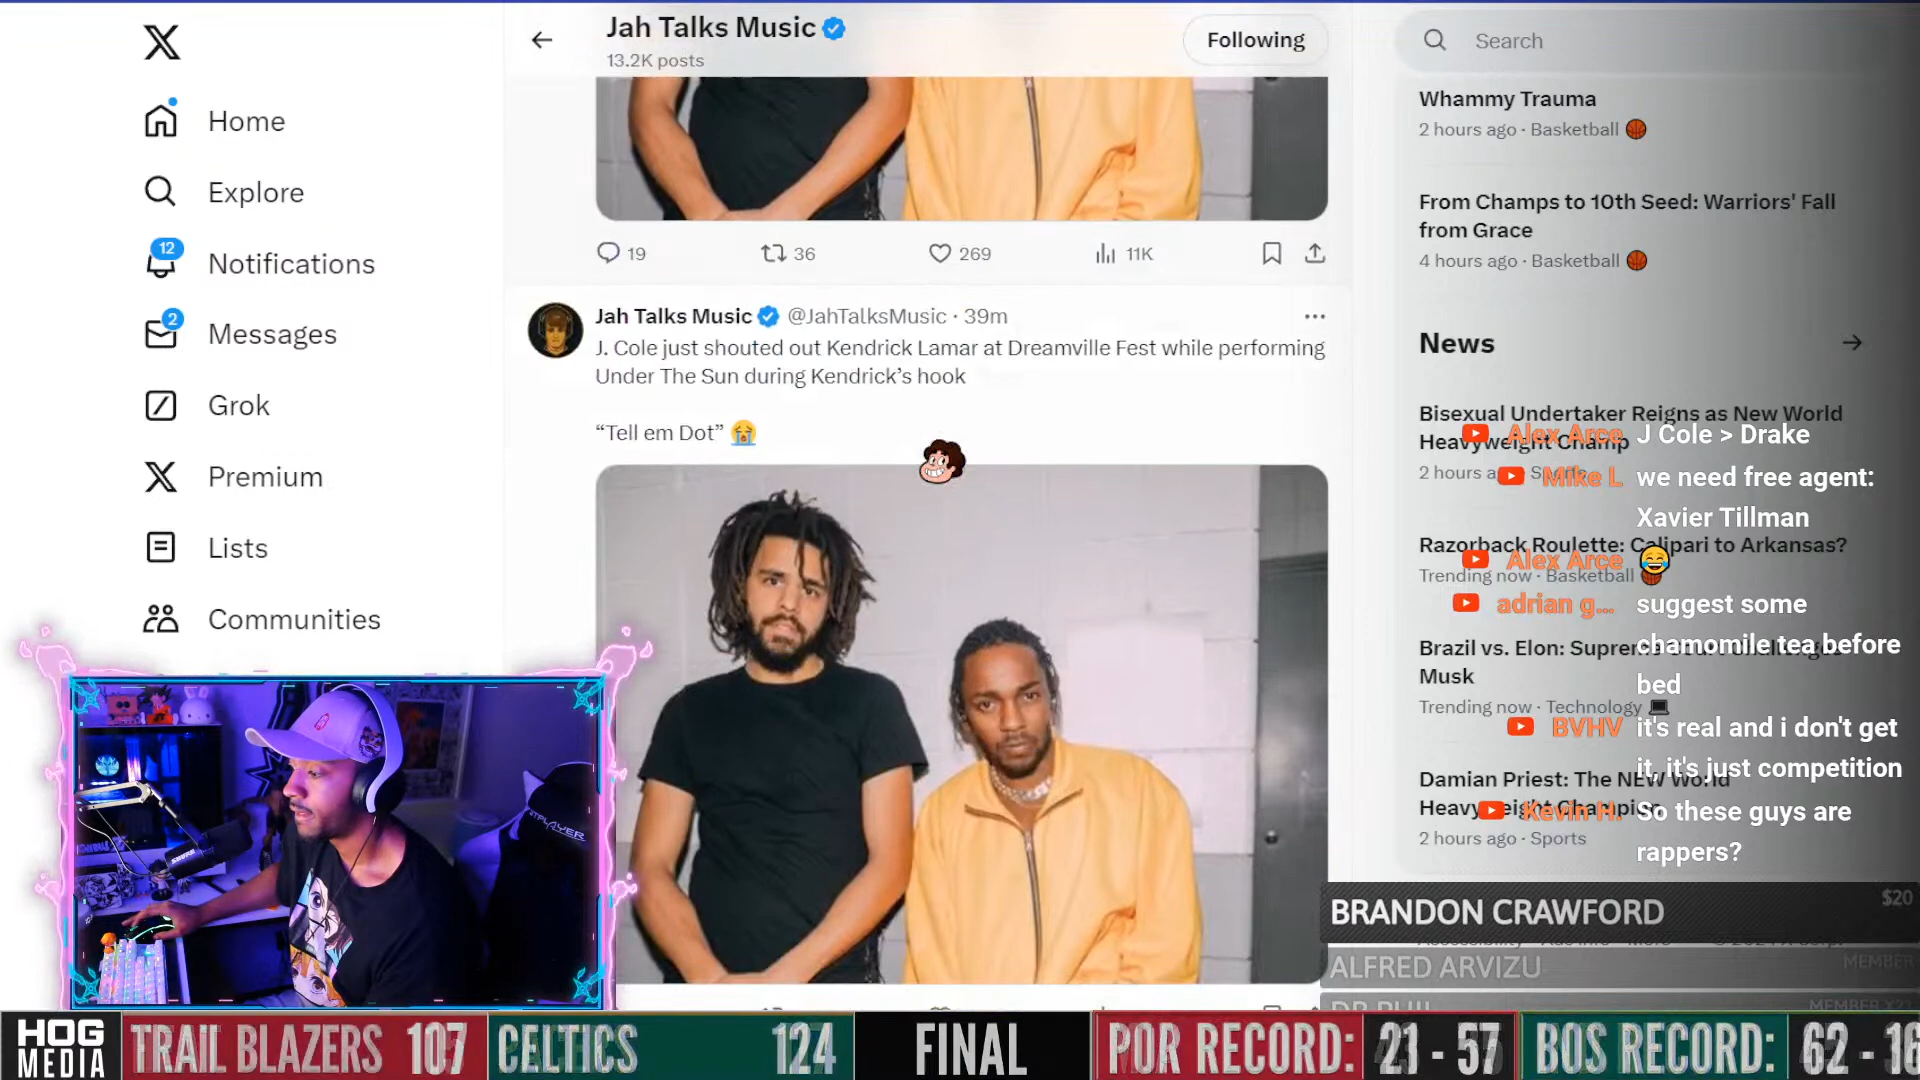 Home
Explore
12
Notifications
2
Messages
Grok
Premium
Lists
Communities
Jah Talks Music
13.2K posts
Following
19
36
269
11K
Jah Talks Music @JahTalksMusic · 39m
J. Cole just shouted out Kendrick Lamar at Dreamville Fest while performing
Under The Sun during Kendrick's hook
“Tell em Dot” 😭
Search
Whammy Trauma
2 hours ago · Basketball 🏀
From Champs to 10th Seed: Warriors' Fall
from Grace
4 hours ago · Basketball 🏀
News
Bisexual Undertaker Reigns as New World
Heavyweight Champ
2 hours a
Razorback Roulette: Calipari to Arkansas?
Trending now · Basketball
Brazil vs. Elon:
Musk
Trending now · Technology 💻
Damian Priest: The NEW World
Heavyweight Champion
2 hours ago · Sports
Alex Arce J Cole > Drake
Mike L we need free agent:
Xavier Tillman
Alex Arce 😂
adrian g... suggest some
chamomile tea before
bed
BVHV it's real and i don't get
it, it's just competition
Kevin H. So these guys are
rappers?
BRANDON CRAWFORD $20
ALFRED ARVIZU MEMBER
SHURE
HOG
MEDIA
TRAIL BLAZERS 107 CELTICS 124 FINAL POR RECORD: 21 - 57 BOS RECORD: 62 - 16